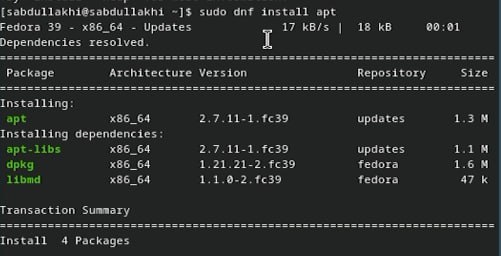 [sabdullakhi@sabdullakhi ~]$ sudo dnf install apt
Fedora 39 - x86_64 - Updates 17 kB/s | 18 kB 00:01
Dependencies resolved.
================================================================
Package Architecture Version Repository Size
================================================================
Installing:
apt x86_64 2.7.11-1.fc39 updates 1.3 M
Installing dependencies:
apt-libs x86_64 2.7.11-1.fc39 updates 1.1 M
dpkg x86_64 1.21.21-2.fc39 fedora 1.6 M
libmd x86_64 1.1.0-2.fc39 fedora 47 k
Transaction Summary
================================================================
Install 4 Packages